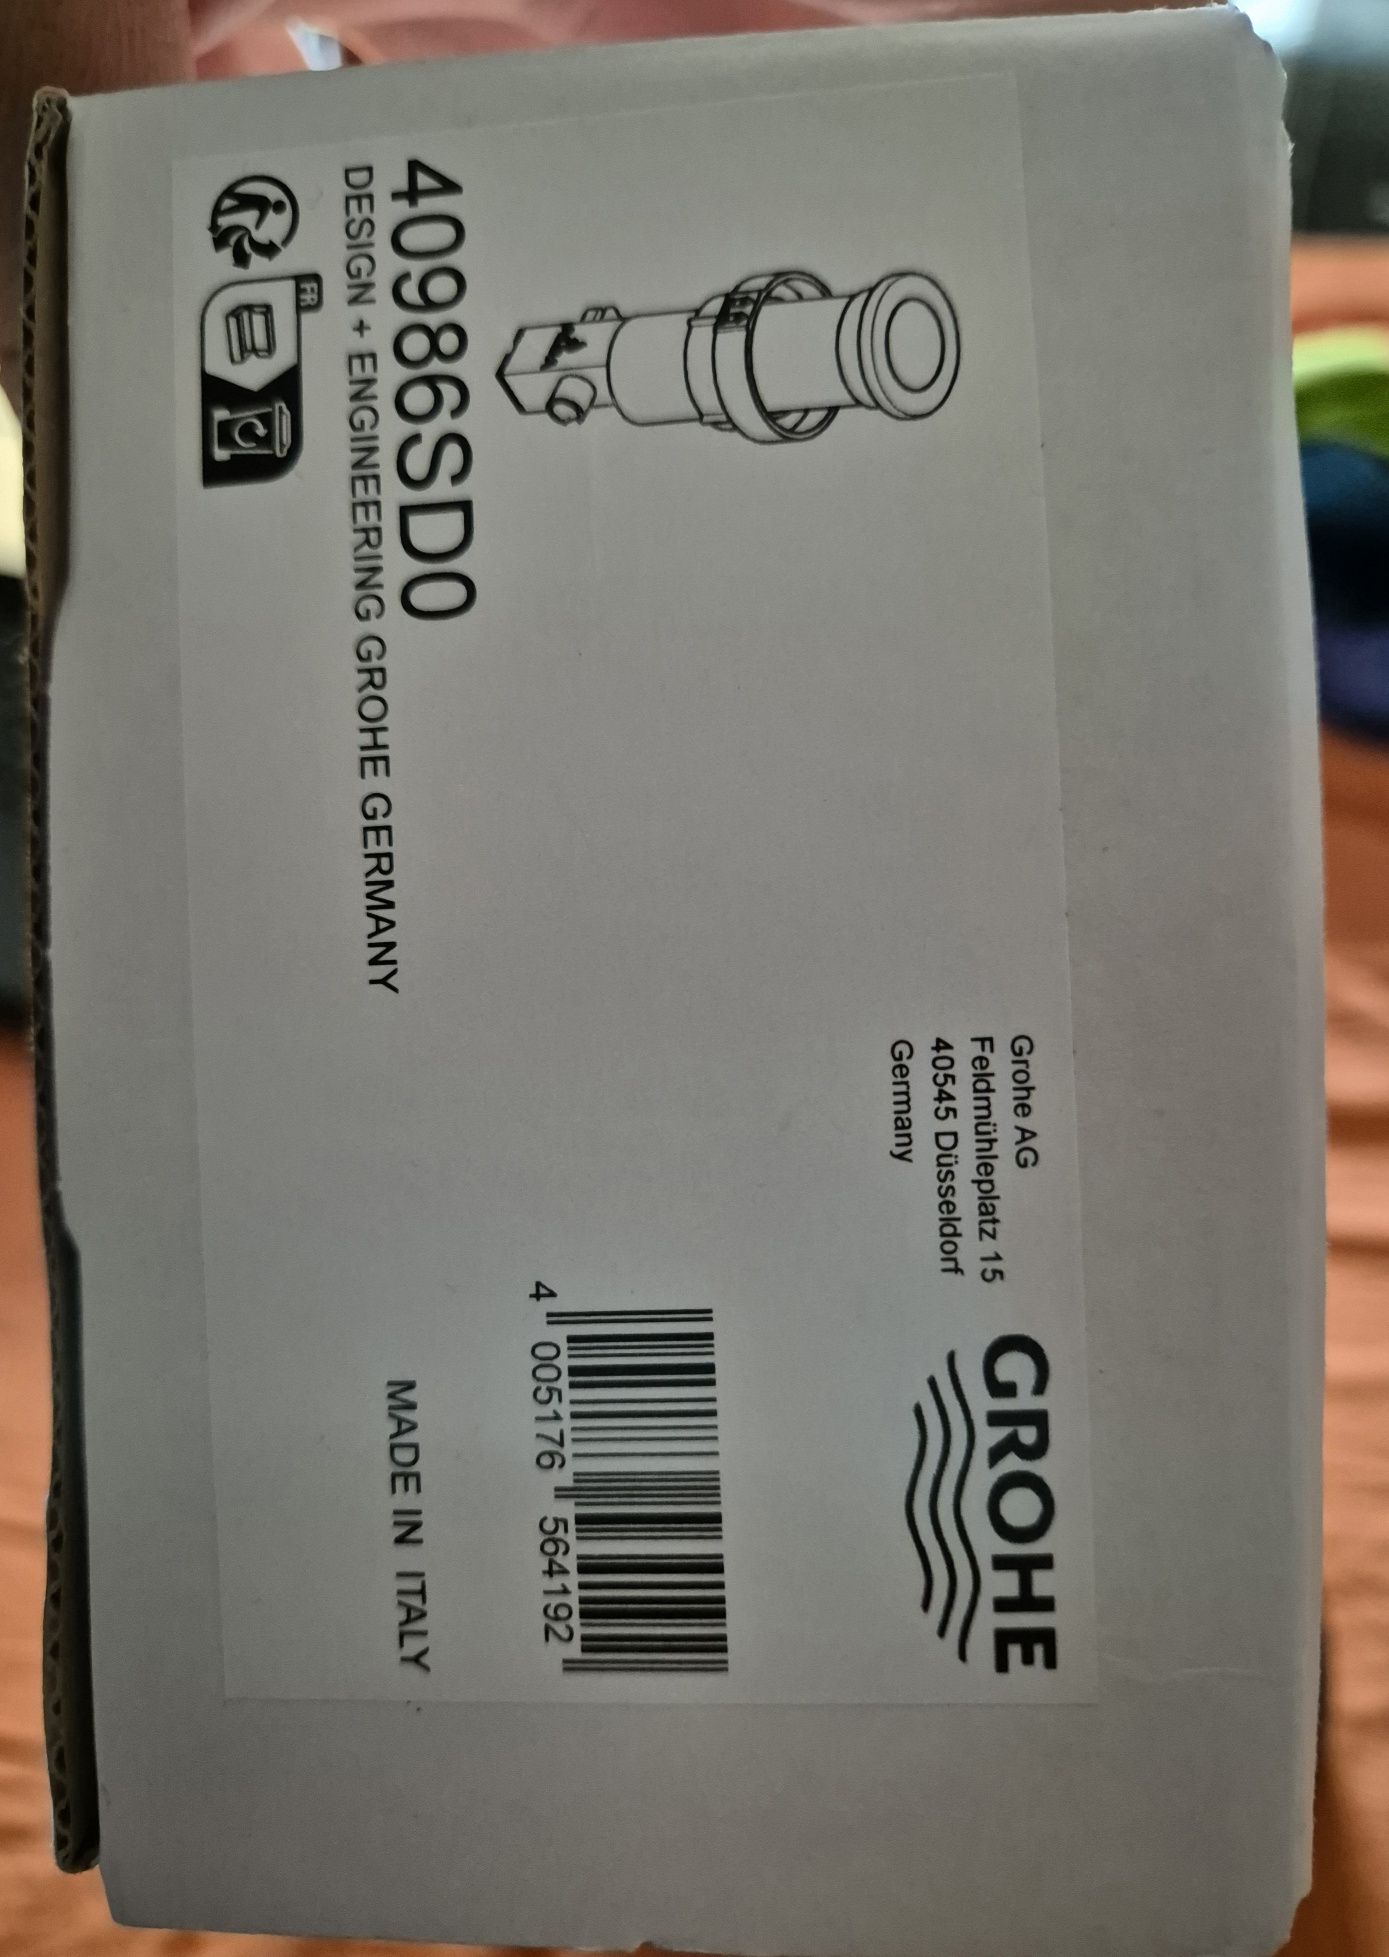 Grohe AG
Feldmühleplatz 15
40545 Düsseldorf
Germany
GROHE
4 005176 564192
40986SD0
DESIGN + ENGINEERING GROHE GERMANY
MADE IN ITALY
FR